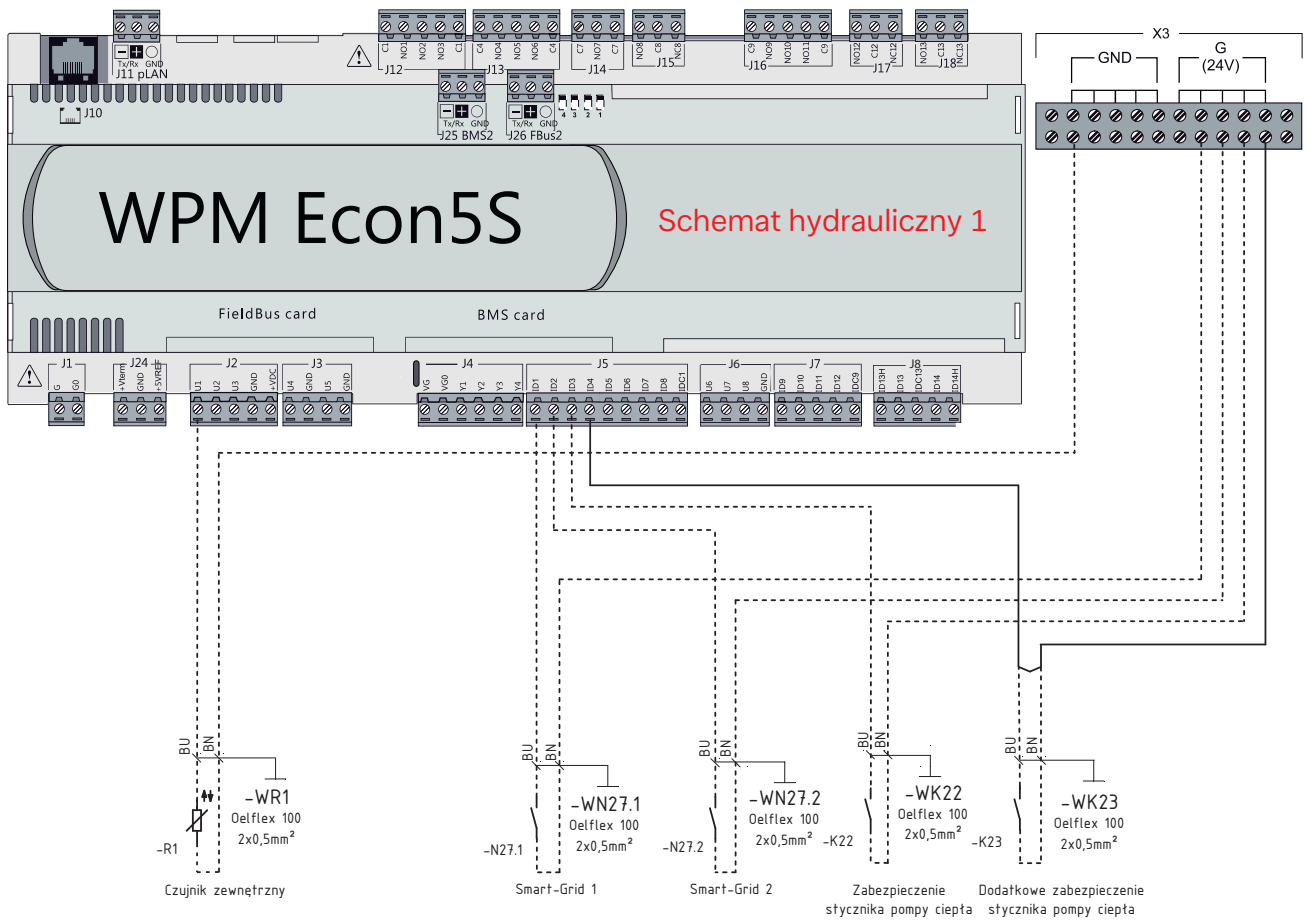 C1 NO1 NO2 NO3 C1
J12
C4 NO4 NO5 NO6 C4
J13
C7 NO7 C7
J14
NO8 C8 NC8
J15
C9 NO9 NO10 NO11 C9
J16
NO12 C12 NC12
J17
NO13 C13 NC13
J18
X3
GND
G
(24V)
Tx/Rx GND
J11 pLAN
J10
Tx/Rx GND
J25 BMS2
Tx/Rx GND
J26 FBus2
4 3 2 1
WPM Econ5S
Schemat hydrauliczny 1
FieldBus card
BMS card
J1
G G0
J24
+Vterm GND +5VREF
J2
U1 U2 U3 GND +VDC
J3
U4 GND U5 GND
J4
VG VG0 Y1 Y2 Y3 Y4
J5
ID1 ID2 ID3 ID4 ID5 ID6 ID7 ID8 IDC1
J6
U6 U7 U8 GND
J7
ID9 ID10 ID11 ID12 IDC9
J8
ID13H ID13 IDC13 ID14 ID14H
BU BN
-WR1
Oelflex 100
2x0,5mm²
-R1
Czujnik zewnętrzny
BU BN
-WN27.1
Oelflex 100
2x0,5mm²
-N27.1
Smart-Grid 1
BU BN
-WN27.2
Oelflex 100
2x0,5mm²
-N27.2
Smart-Grid 2
BU BN
-WK22
Oelflex 100
2x0,5mm²
-K22
Zabezpieczenie
stycznika pompy ciepła
BU BN
-WK23
Oelflex 100
2x0,5mm²
-K23
Dodatkowe zabezpieczenie
stycznika pompy ciepła